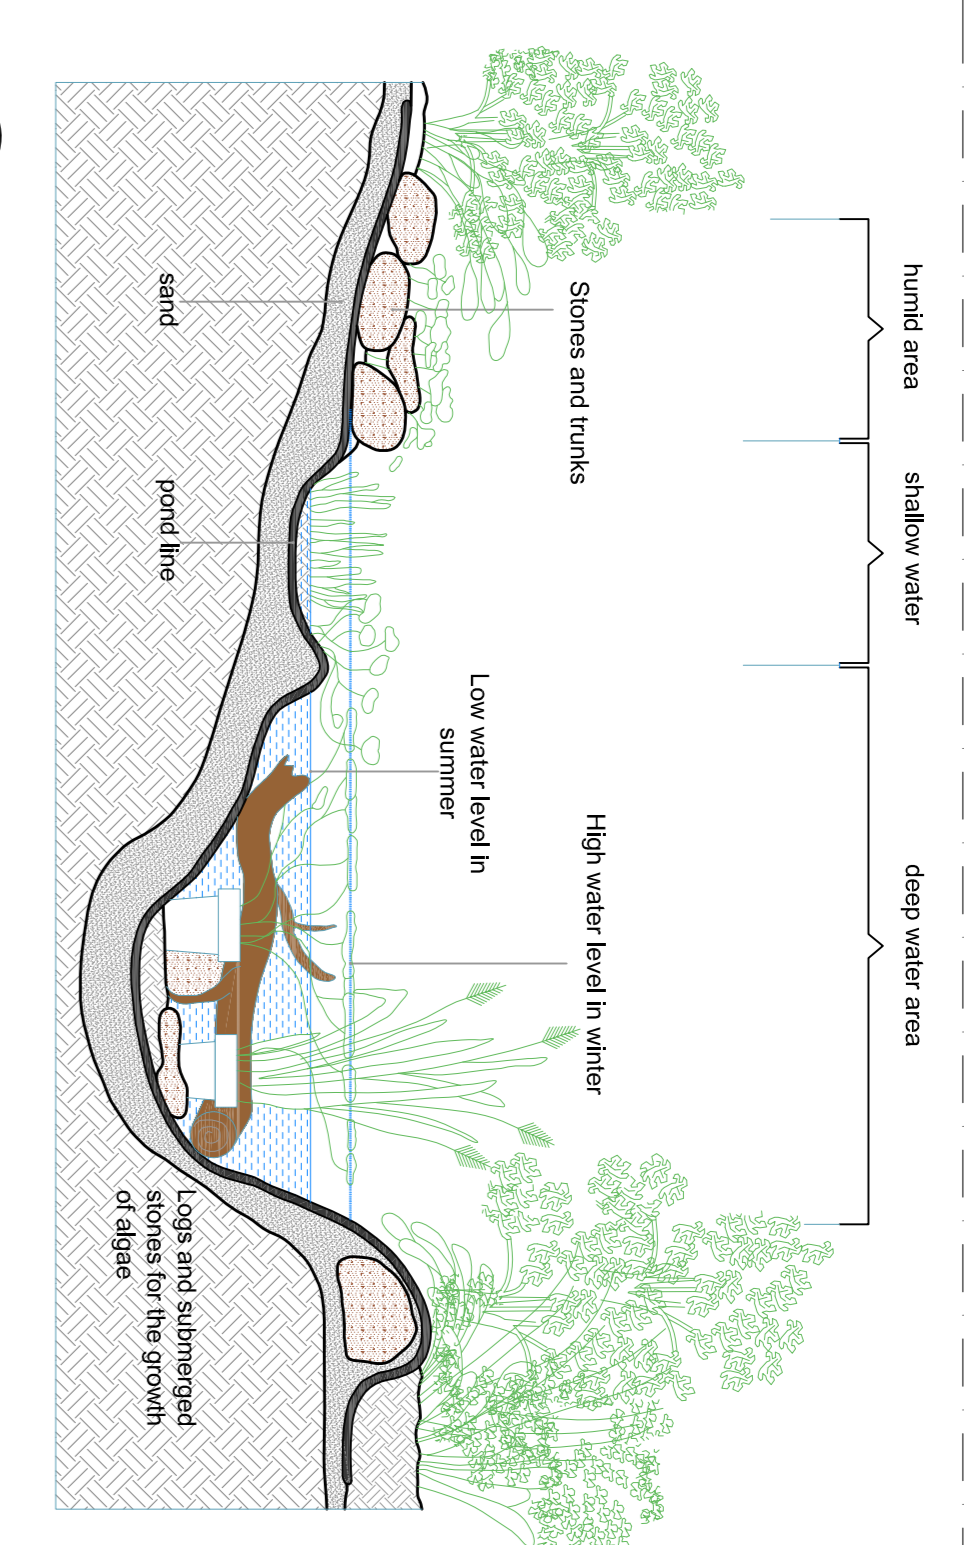 humid area
shallow water
deep water area
Stones and trunks
High water level in winter
Low water level in
summer
sand
pond line
Logs and submerged
stones for the growth
of algae